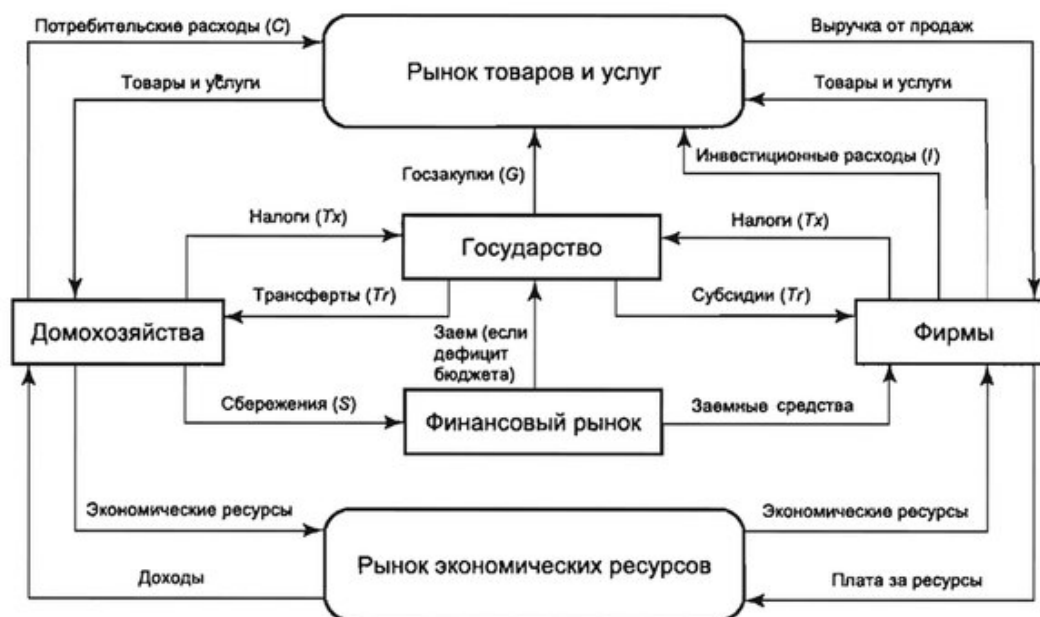 Потребительские расходы (C)
Выручка от продаж
Рынок товаров и услуг
Товары и услуги
Товары и услуги
Инвестиционные расходы (I)
Госзакупки (G)
Налоги (Tx)
Налоги (Tx)
Государство
Трансферты (Tr)
Субсидии (Tr)
Домохозяйства
Фирмы
Заем (если
дефицит
бюджета)
Сбережения (S)
Финансовый рынок
Заемные средства
Экономические ресурсы
Экономические ресурсы
Рынок экономических ресурсов
Доходы
Плата за ресурсы